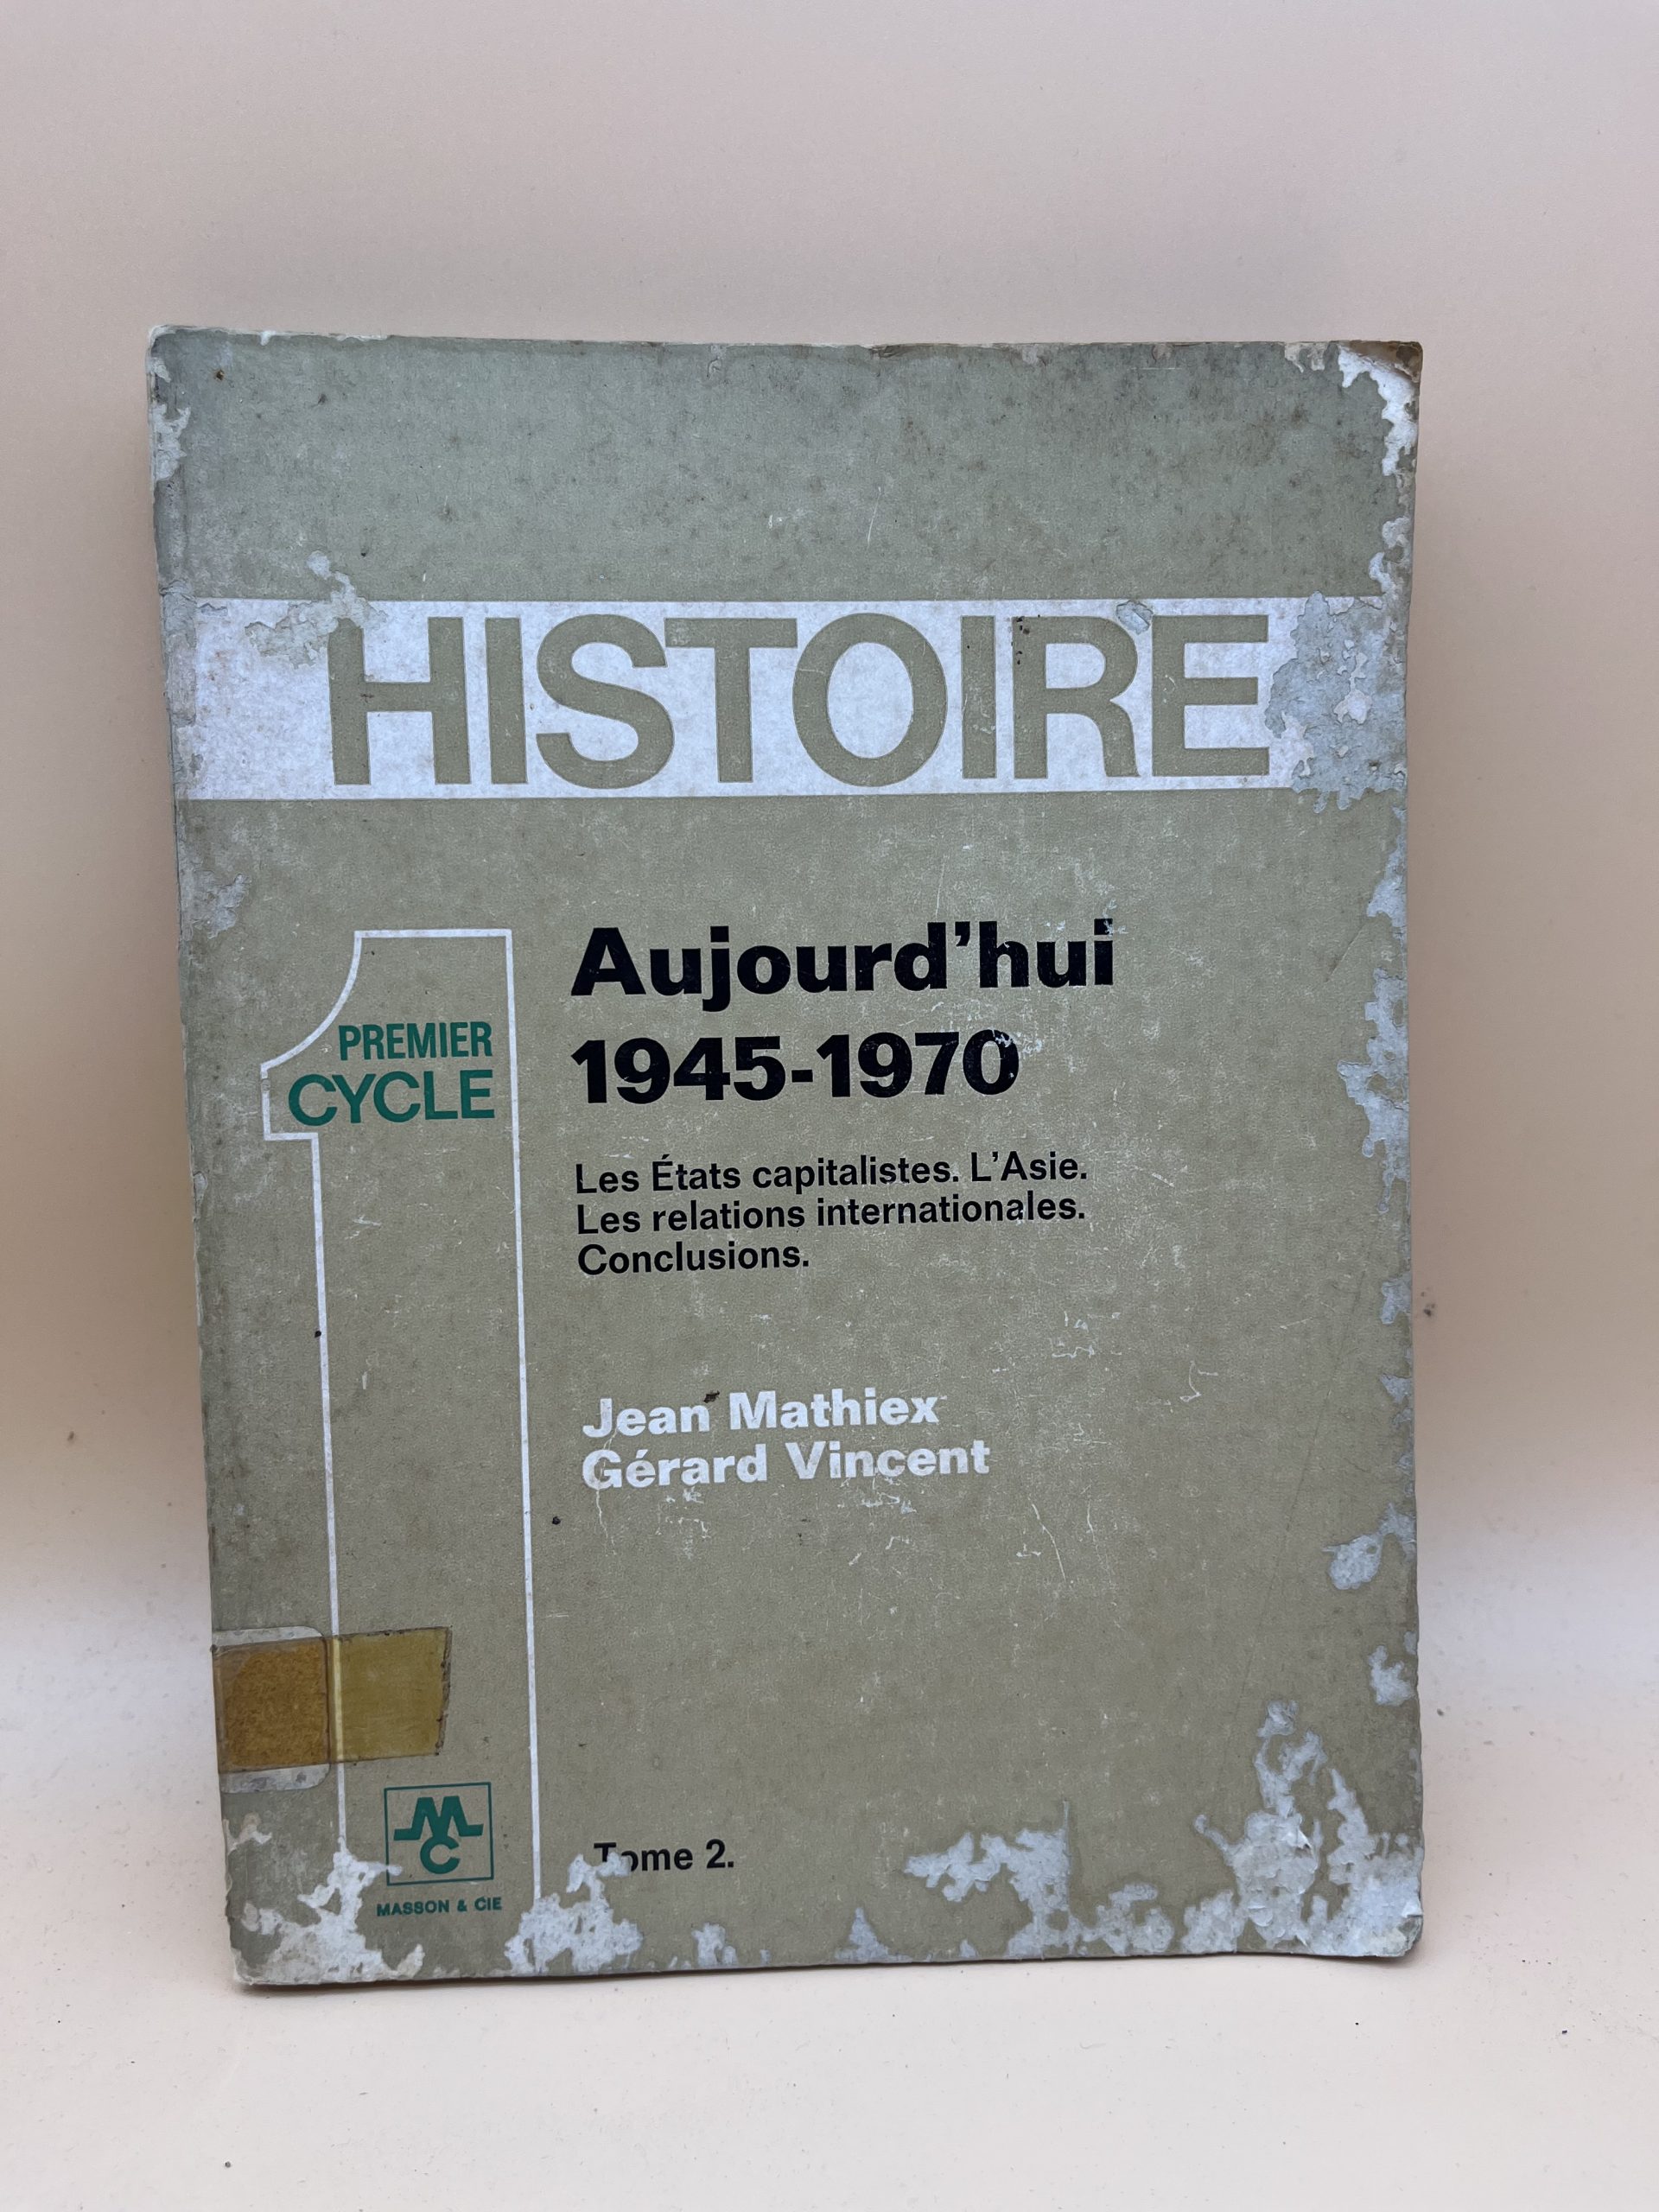 HISTOIRE
Aujourd'hui
1945-1970
PREMIER
CYCLE
Les États capitalistes. L'Asie.
Les relations internationales.
Conclusions.
Jean Mathiex
Gérard Vincent
MC
MASSON & CIE
Tome 2.